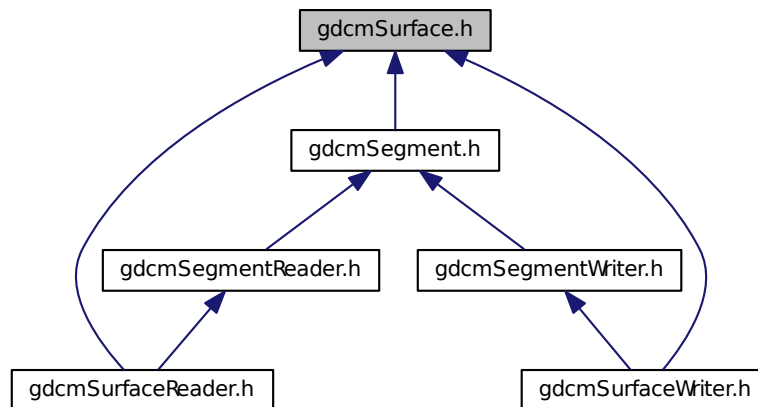 gdcmSurface.h
gdcmSegment.h
gdcmSegmentReader.h
gdcmSegmentWriter.h
gdcmSurfaceReader.h
gdcmSurfaceWriter.h